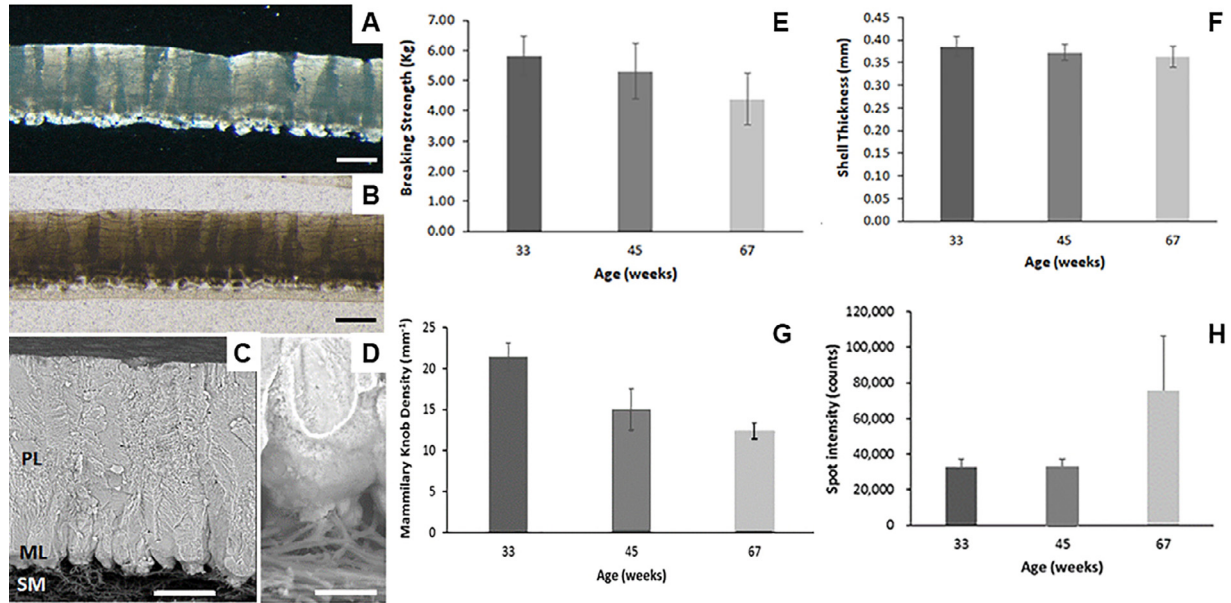 A
B
C
PL
ML
SM
D
E
Breaking Strength (Kg)
7.00
6.00
5.00
4.00
3.00
2.00
1.00
0.00
33 45 67
Age (weeks)
F
Shell Thickness (mm)
0.45
0.40
0.35
0.30
0.25
0.20
0.15
0.10
0.05
0.00
33 45 67
Age (weeks)
G
Mammilary Knob Density (mm⁻¹)
25
20
15
10
5
0
33 45 67
Age (weeks)
H
Spot intensity (counts)
120,000
100,000
80,000
60,000
40,000
20,000
0
33 45 67
Age (weeks)